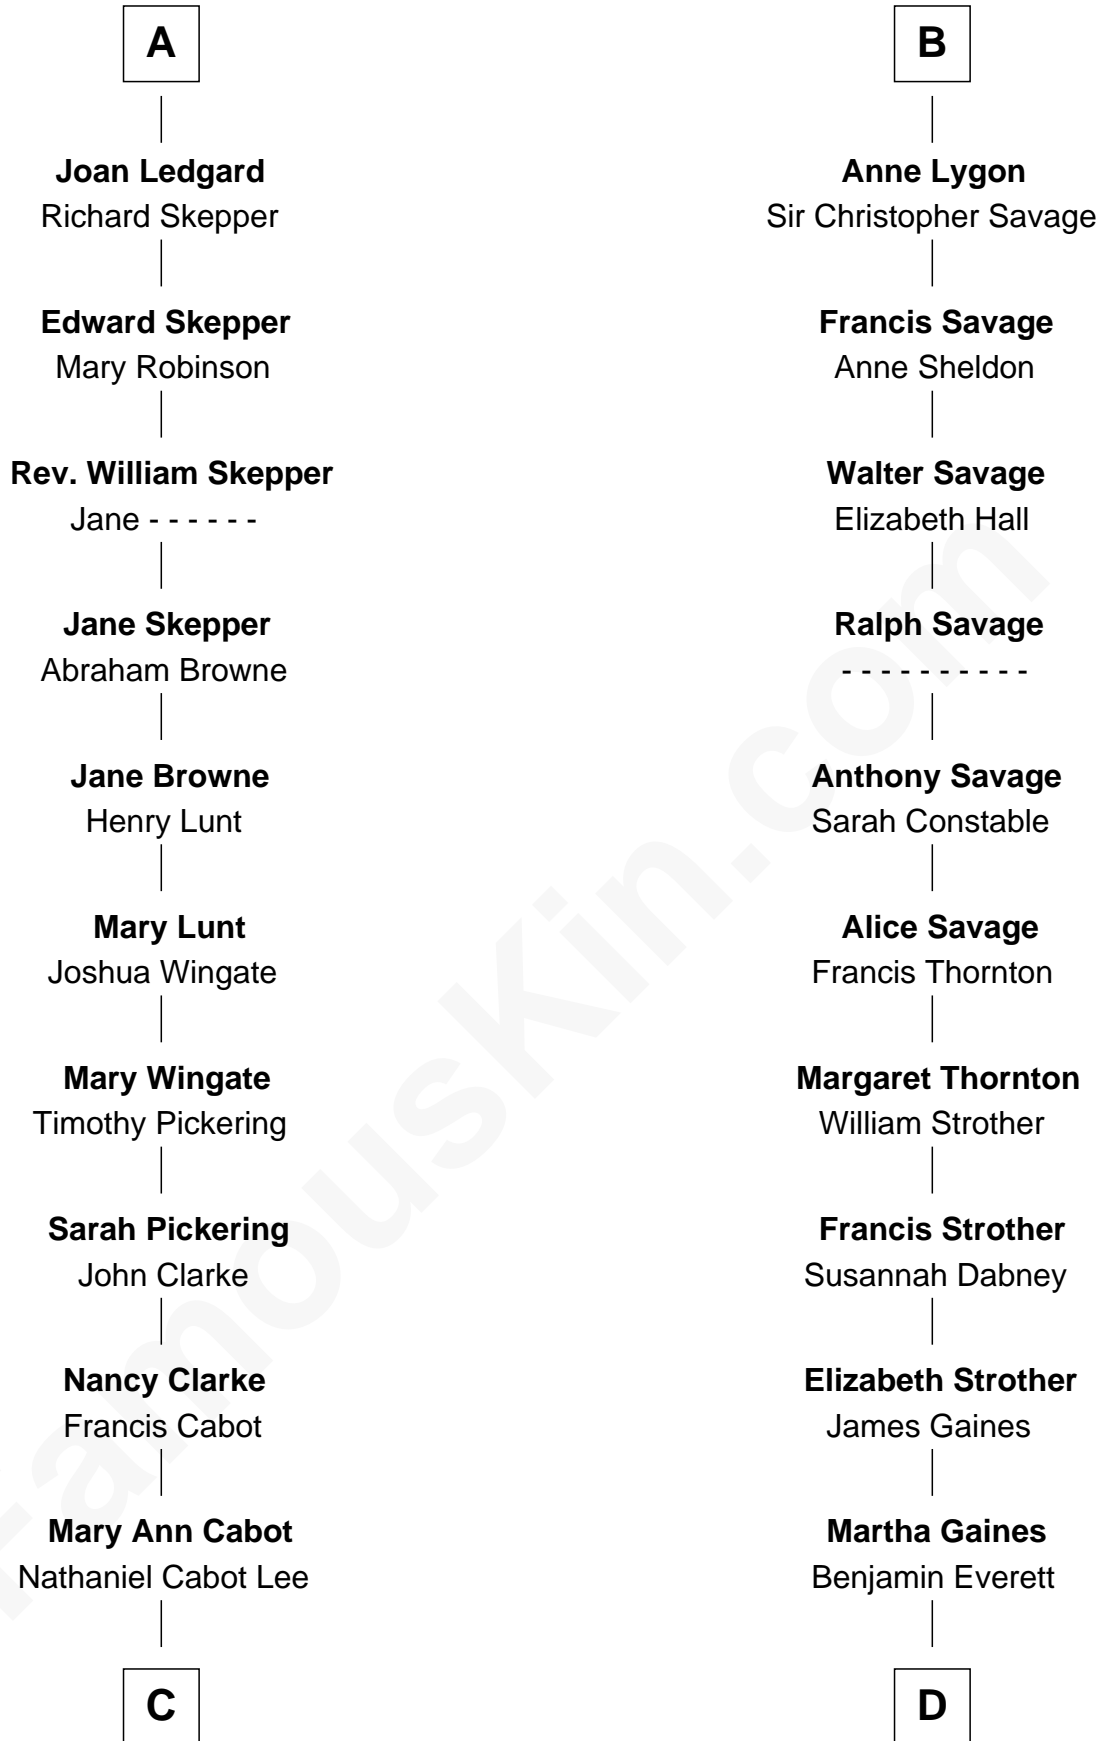 A
Joan Ledgard
Richard Skepper
Edward Skepper
Mary Robinson
Rev. William Skepper
Jane - - - - - -
Jane Skepper
Abraham Browne
Jane Browne
Henry Lunt
Mary Lunt
Joshua Wingate
Mary Wingate
Timothy Pickering
Sarah Pickering
John Clarke
Nancy Clarke
Francis Cabot
Mary Ann Cabot
Nathaniel Cabot Lee
C
B
Anne Lygon
Sir Christopher Savage
Francis Savage
Anne Sheldon
Walter Savage
Elizabeth Hall
Ralph Savage
- - - - - - - - - -
Anthony Savage
Sarah Constable
Alice Savage
Francis Thornton
Margaret Thornton
William Strother
Francis Strother
Susannah Dabney
Elizabeth Strother
James Gaines
Martha Gaines
Benjamin Everett
D
FamousKin.com